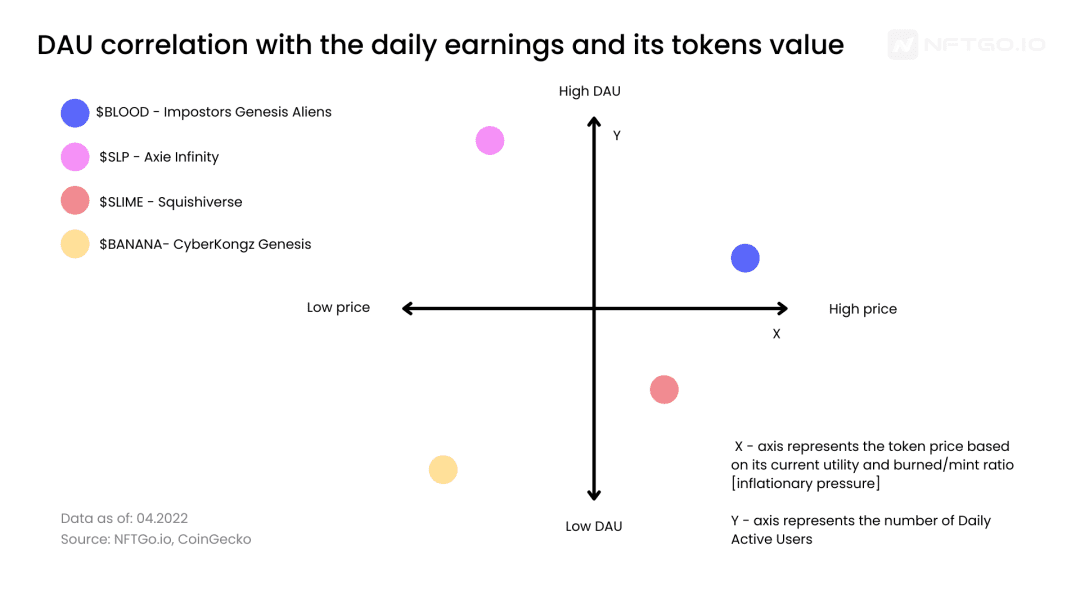 DAU correlation with the daily earnings and its tokens value
NFTGO.IO
$BLOOD - Impostors Genesis Aliens
$SLP - Axie Infinity
$SLIME - Squishiverse
$BANANA- CyberKongz Genesis
High DAU
Y
Low price
High price
X
X - axis represents the token price based
on its current utility and burned/mint ratio
[inflationary pressure]
Y - axis represents the number of Daily
Active Users
Low DAU
Data as of: 04.2022
Source: NFTGo.io, CoinGecko